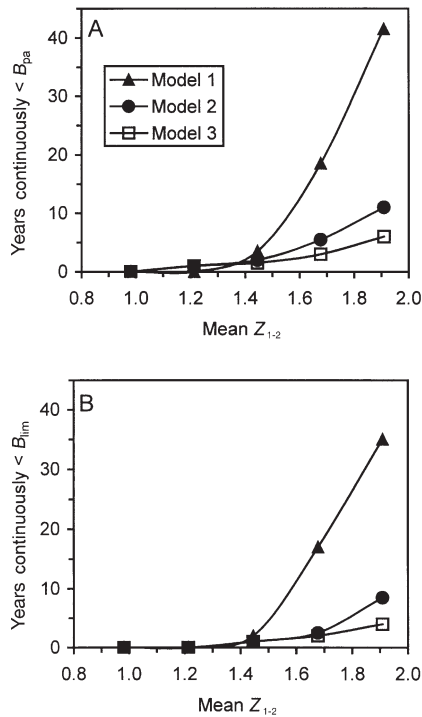 A
Years continuously < Bpa
40
30
20
10
0
Model 1
Model 2
Model 3
0.8 1.0 1.2 1.4 1.6 1.8 2.0
Mean Z1-2
B
Years continuously < Blim
40
30
20
10
0
0.8 1.0 1.2 1.4 1.6 1.8 2.0
Mean Z1-2